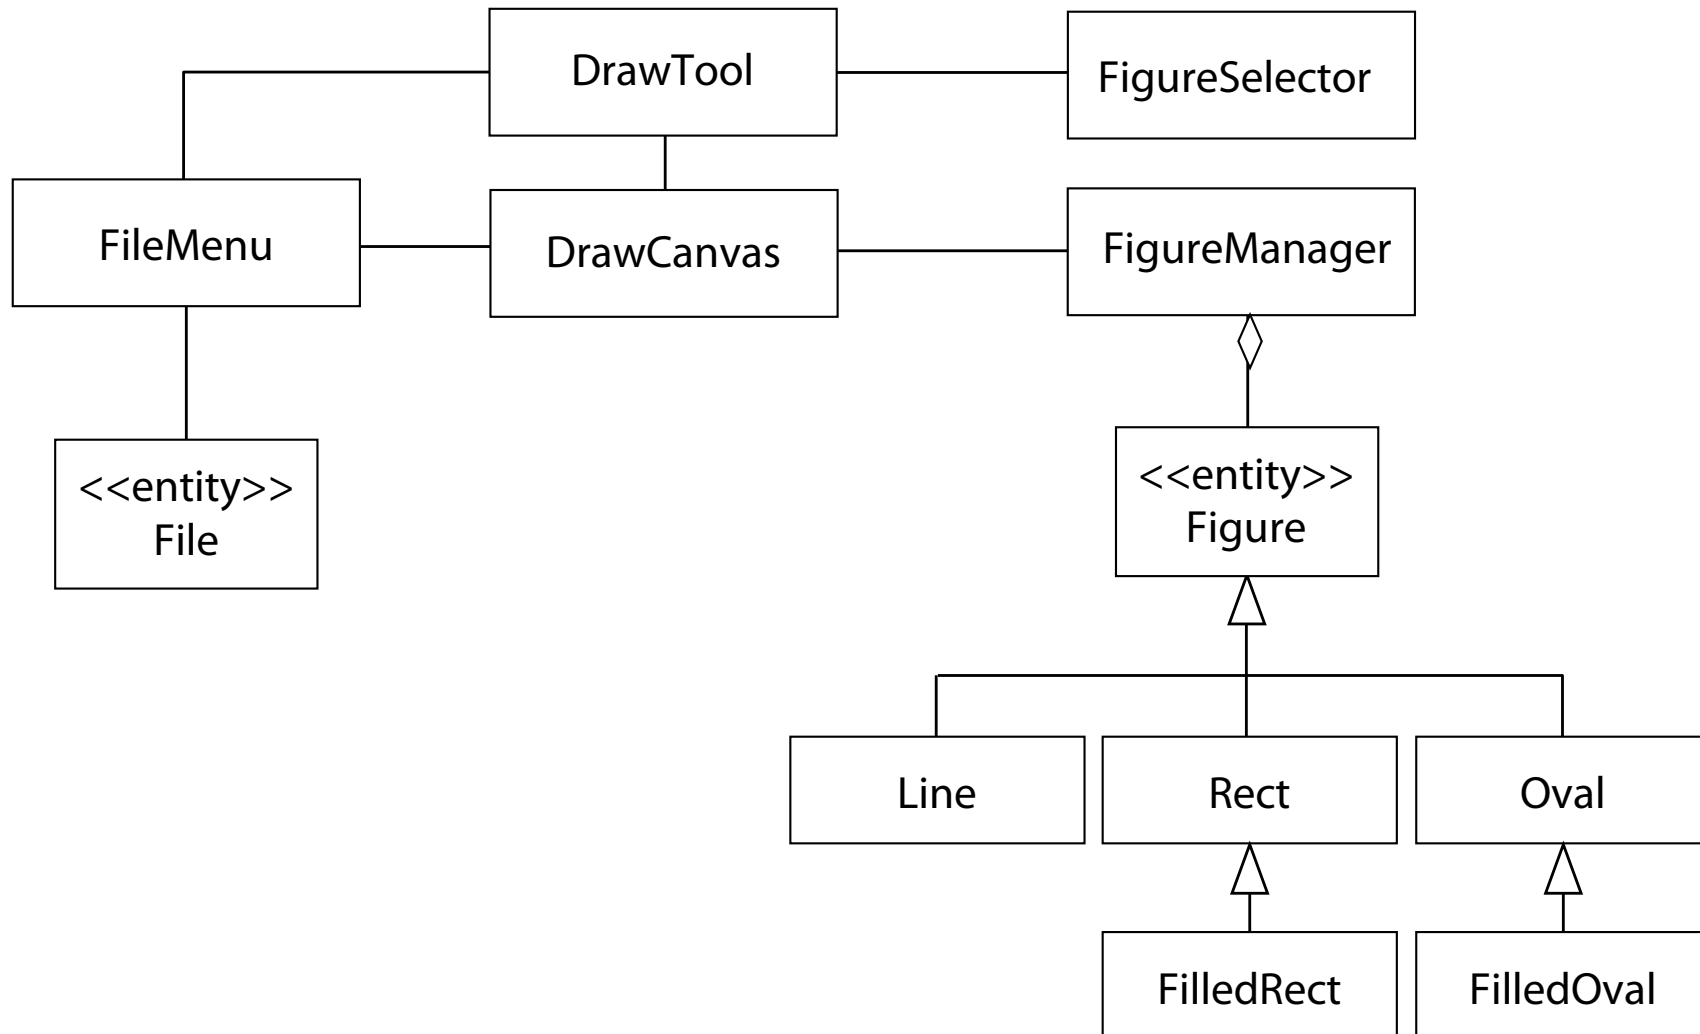 DrawTool
FigureSelector
FileMenu
DrawCanvas
FigureManager
<<entity>>
File
<<entity>>
Figure
Line
Rect
Oval
FilledRect
FilledOval